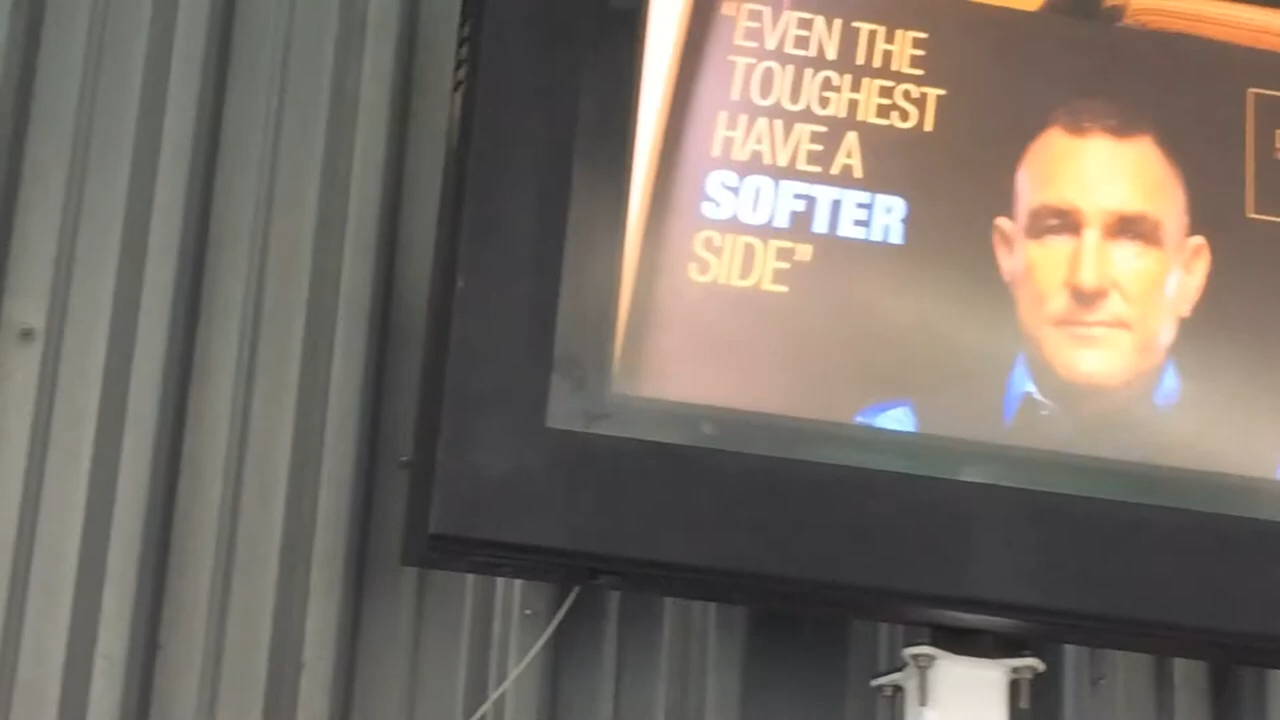 “EVEN THE
TOUGHEST
HAVE A
SOFTER
SIDE”